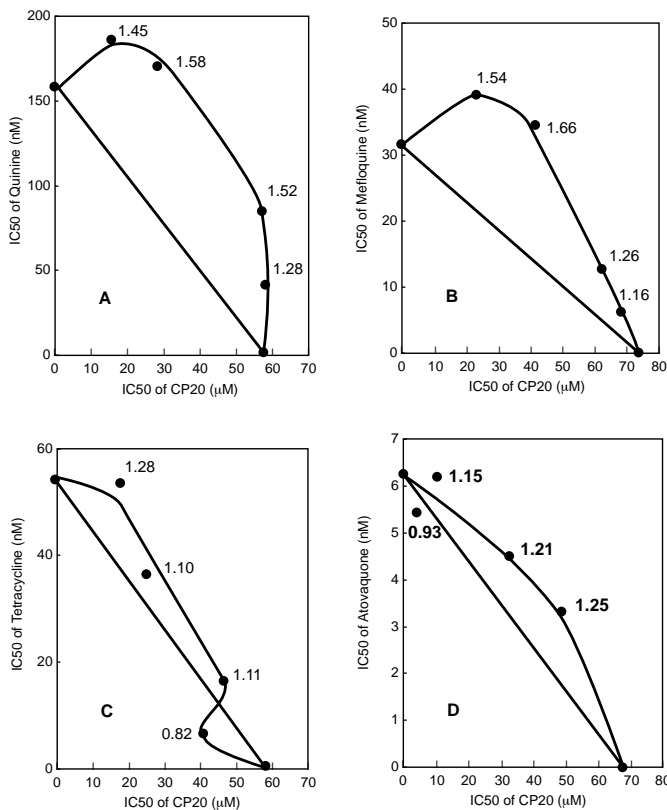 200
150
100
50
0
IC50 of Quinine (nM)
1.45
1.58
1.52
1.28
A
0 10 20 30 40 50 60 70
IC50 of CP20 (μM)
50
40
30
20
10
0
IC50 of Mefloquine (nM)
1.54
1.66
1.26
1.16
B
0 10 20 30 40 50 60 70 80
IC50 of CP20 (μM)
60
40
20
0
IC50 of Tetracycline (nM)
1.28
1.10
1.11
0.82
C
0 10 20 30 40 50 60 70
IC50 of CP20 (μM)
7
6
5
4
3
2
1
0
IC50 of Atovaquone (nM)
1.15
0.93
1.21
1.25
D
0 10 20 30 40 50 60 70 80
IC50 of CP20 (μM)